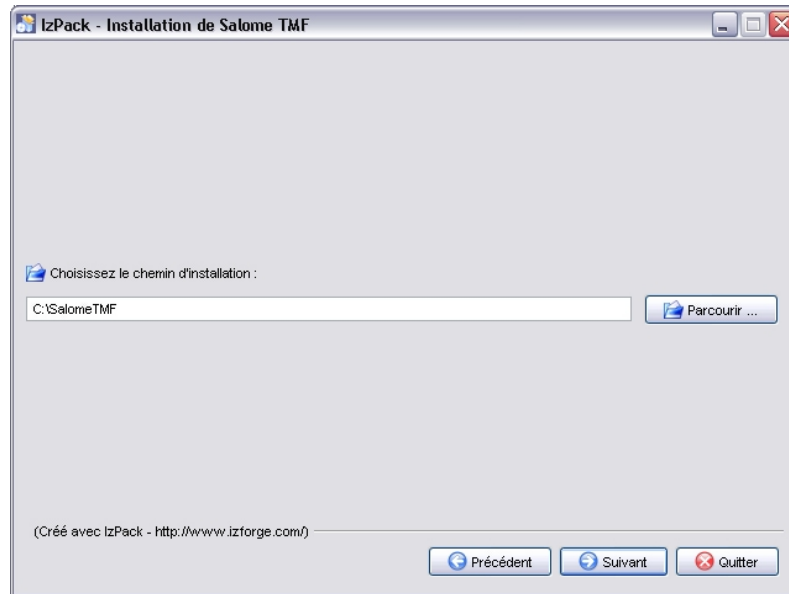 IzPack - Installation de Salome TMF
Choisissez le chemin d'installation :
C:\SalomeTMF
Parcourir ...
(Créé avec IzPack - http://www.izforge.com/)
Précédent
Suivant
Quitter